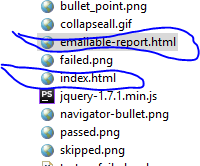 bullet_point.png
collapseall.gif
emailable-report.html
failed.png
index.html
PS jquery-1.7.1.min.js
navigator-bullet.png
passed.png
skipped.png